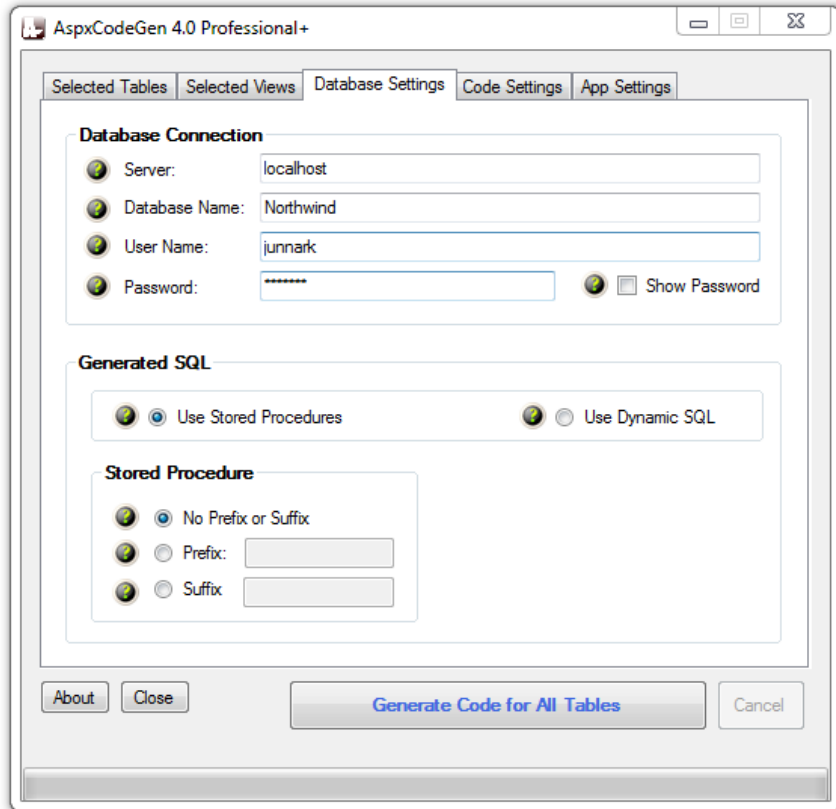 AspxCodeGen 4.0 Professional+
Selected Tables Selected Views Database Settings Code Settings App Settings
Database Connection
? Server: localhost
? Database Name: Northwind
? User Name: junnark
? Password: ******* ? Show Password
Generated SQL
? Use Stored Procedures ? Use Dynamic SQL
Stored Procedure
? No Prefix or Suffix
? Prefix:
? Suffix
About Close Generate Code for All Tables Cancel